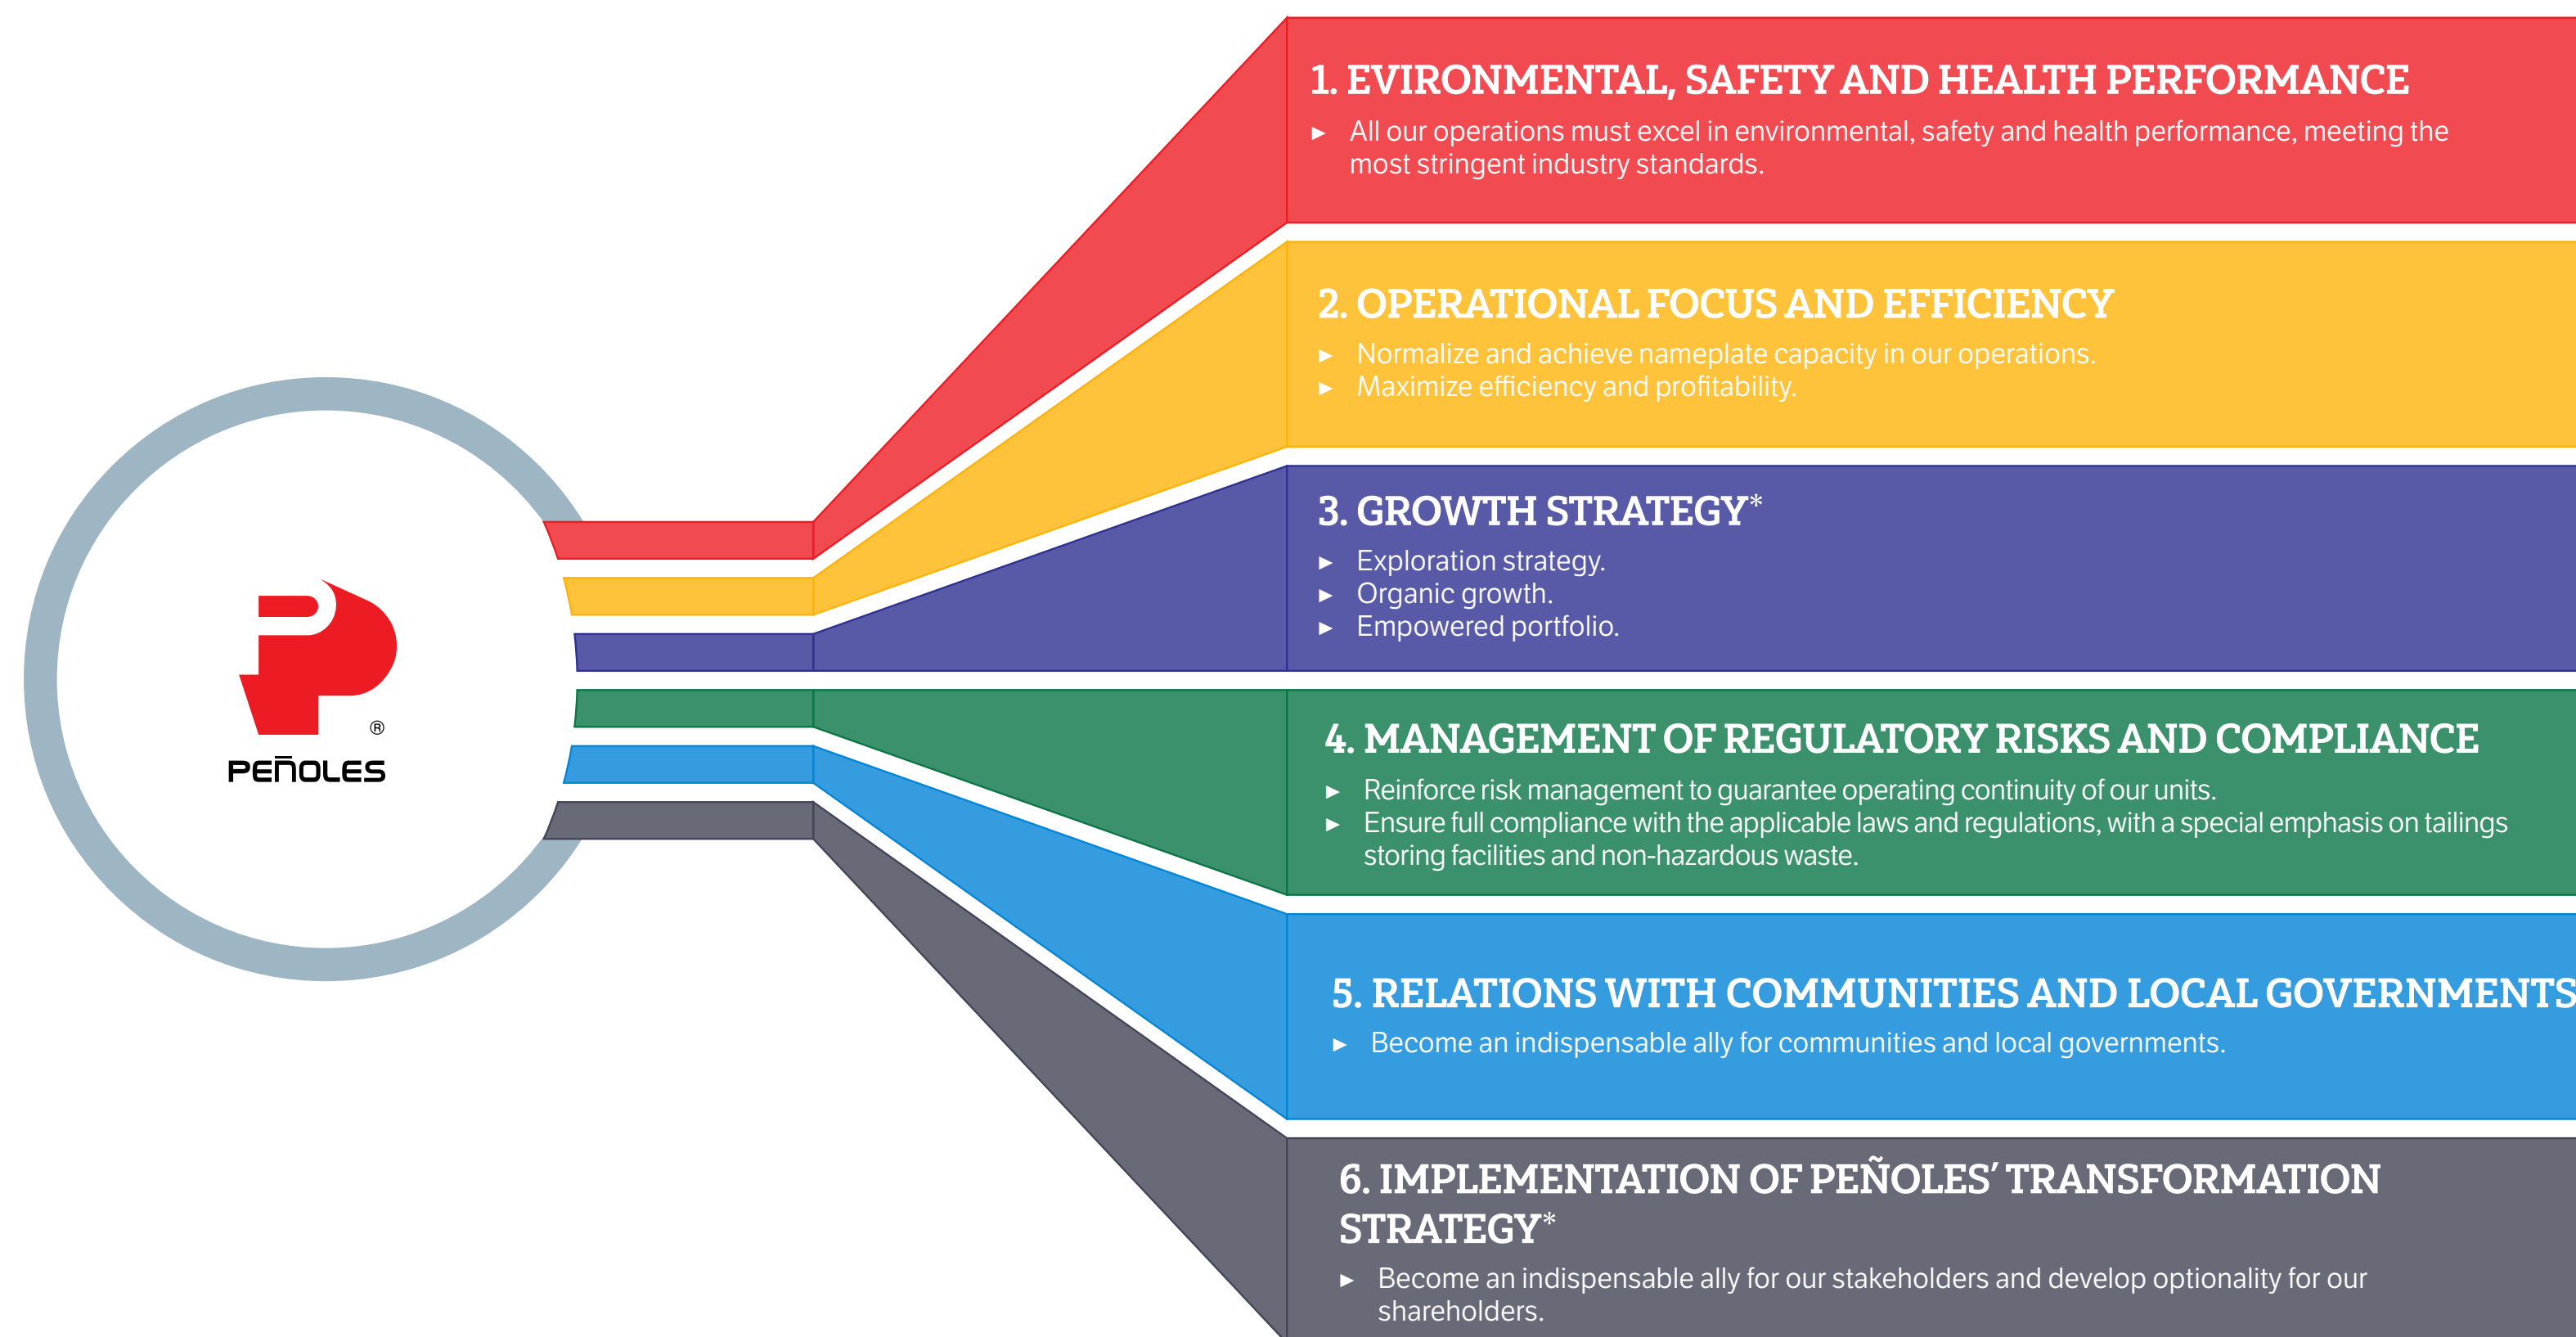 1. EVIRONMENTAL, SAFETY AND HEALTH PERFORMANCE
► All our operations must excel in environmental, safety and health performance, meeting the
most stringent industry standards.
2. OPERATIONAL FOCUS AND EFFICIENCY
► Normalize and achieve nameplate capacity in our operations.
► Maximize efficiency and profitability.
3. GROWTH STRATEGY*
► Exploration strategy.
► Organic growth.
► Empowered portfolio.
®
PEÑOLES
4. MANAGEMENT OF REGULATORY RISKS AND COMPLIANCE
► Reinforce risk management to guarantee operating continuity of our units.
► Ensure full compliance with the applicable laws and regulations, with a special emphasis on tailings
storing facilities and non-hazardous waste.
5. RELATIONS WITH COMMUNITIES AND LOCAL GOVERNMENTS
► Become an indispensable ally for communities and local governments.
6. IMPLEMENTATION OF PEÑOLES’ TRANSFORMATION
STRATEGY*
► Become an indispensable ally for our stakeholders and develop optionality for our
shareholders.